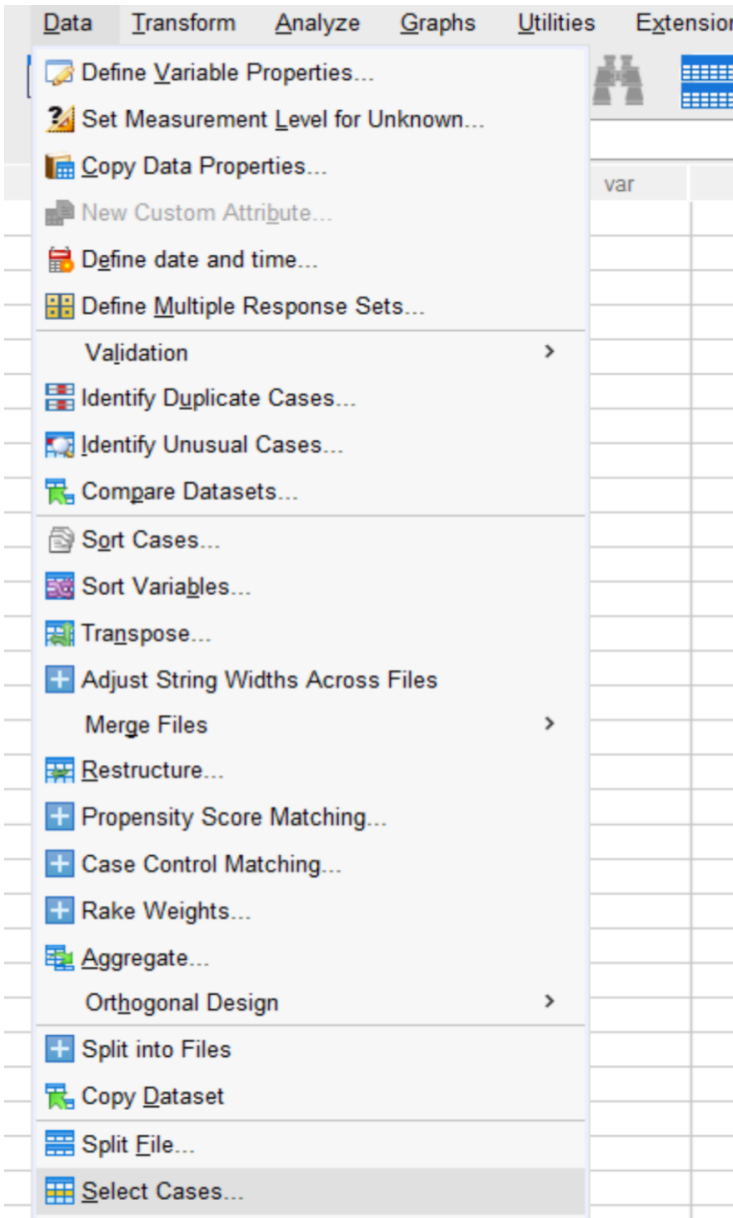 Data Transform Analyze Graphs Utilities Extension
Define Variable Properties...
Set Measurement Level for Unknown...
Copy Data Properties...
var
New Custom Attribute...
Define date and time...
Define Multiple Response Sets...
Validation
Identify Duplicate Cases...
Identify Unusual Cases...
Compare Datasets...
Sort Cases...
Sort Variables...
Transpose...
Adjust String Widths Across Files
Merge Files
Restructure...
Propensity Score Matching...
Case Control Matching...
Rake Weights...
Aggregate...
Orthogonal Design
Split into Files
Copy Dataset
Split File...
Select Cases...